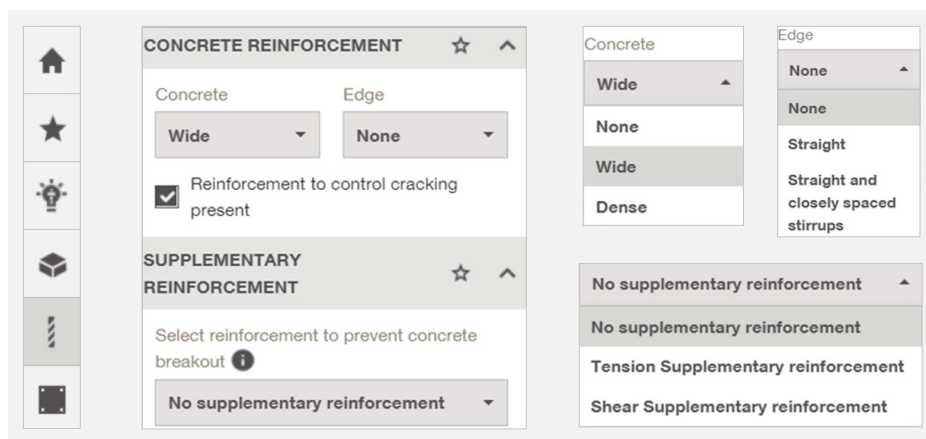 CONCRETE REINFORCEMENT
Concrete
Edge
Wide
None
Reinforcement to control cracking
present
SUPPLEMENTARY
REINFORCEMENT
Select reinforcement to prevent concrete
breakout
No supplementary reinforcement
Concrete
Wide
None
Wide
Dense
Edge
None
None
Straight
Straight and
closely spaced
stirrups
No supplementary reinforcement
No supplementary reinforcement
Tension Supplementary reinforcement
Shear Supplementary reinforcement